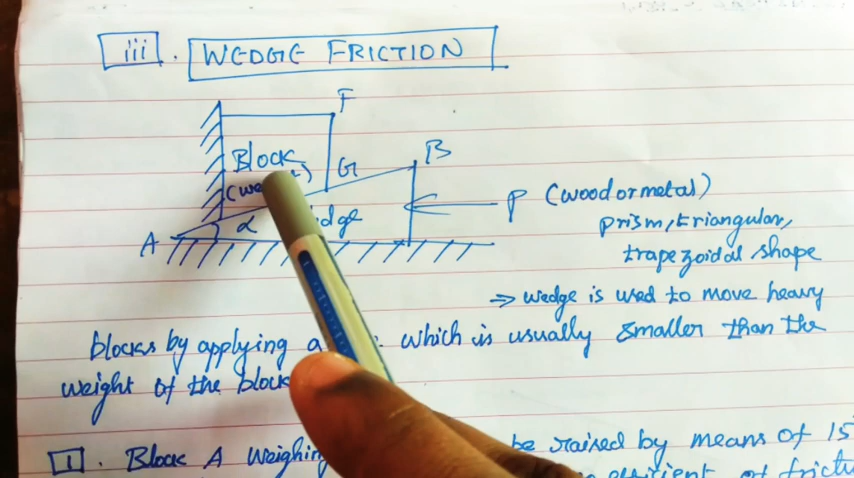 iii. WEDGE FRICTION
F
Block
G
B
A
α
P (wood or metal)
prism, triangular,
trapezoidal shape
⇒ wedge is used to move heavy
blocks by applying a which is usually smaller than the
weight of the block
1. Block A weighing be raised by means of 15
of